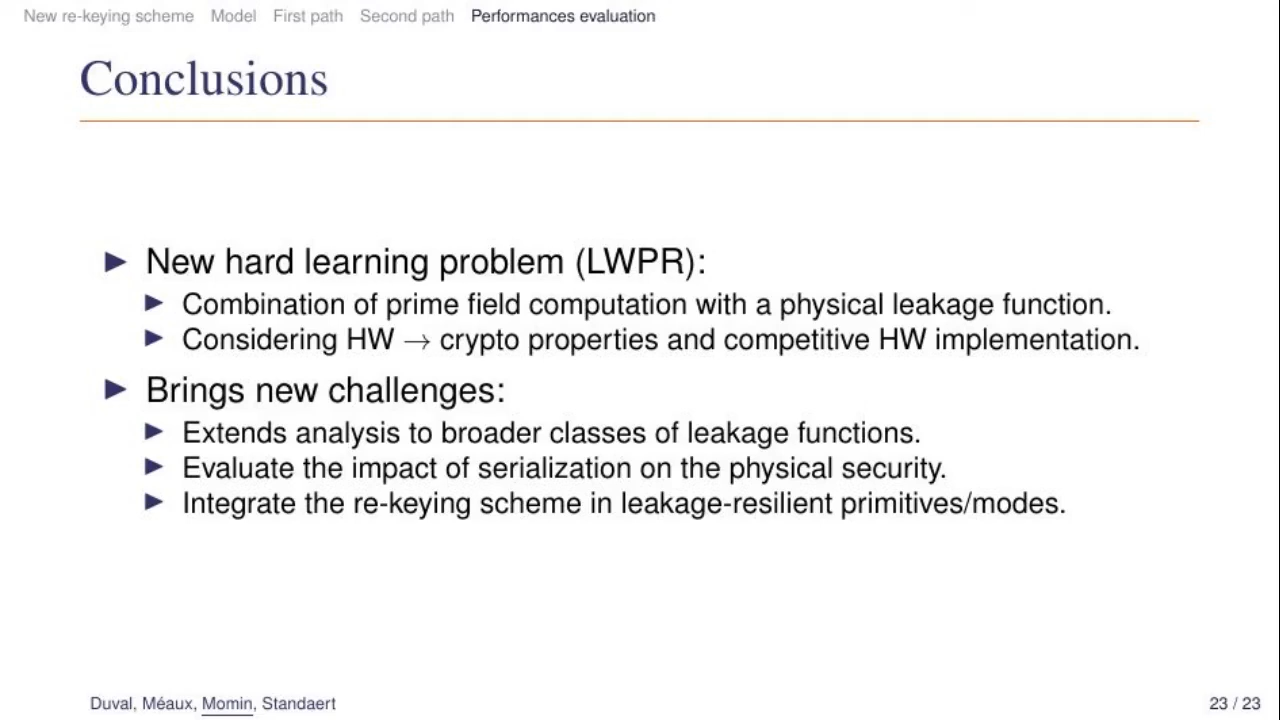 New re-keying scheme Model First path Second path Performances evaluation
Conclusions
▶ New hard learning problem (LWPR):
▶ Combination of prime field computation with a physical leakage function.
▶ Considering HW → crypto properties and competitive HW implementation.
▶ Brings new challenges:
▶ Extends analysis to broader classes of leakage functions.
▶ Evaluate the impact of serialization on the physical security.
▶ Integrate the re-keying scheme in leakage-resilient primitives/modes.
Duval, Méaux, Momin, Standaert 23 / 23